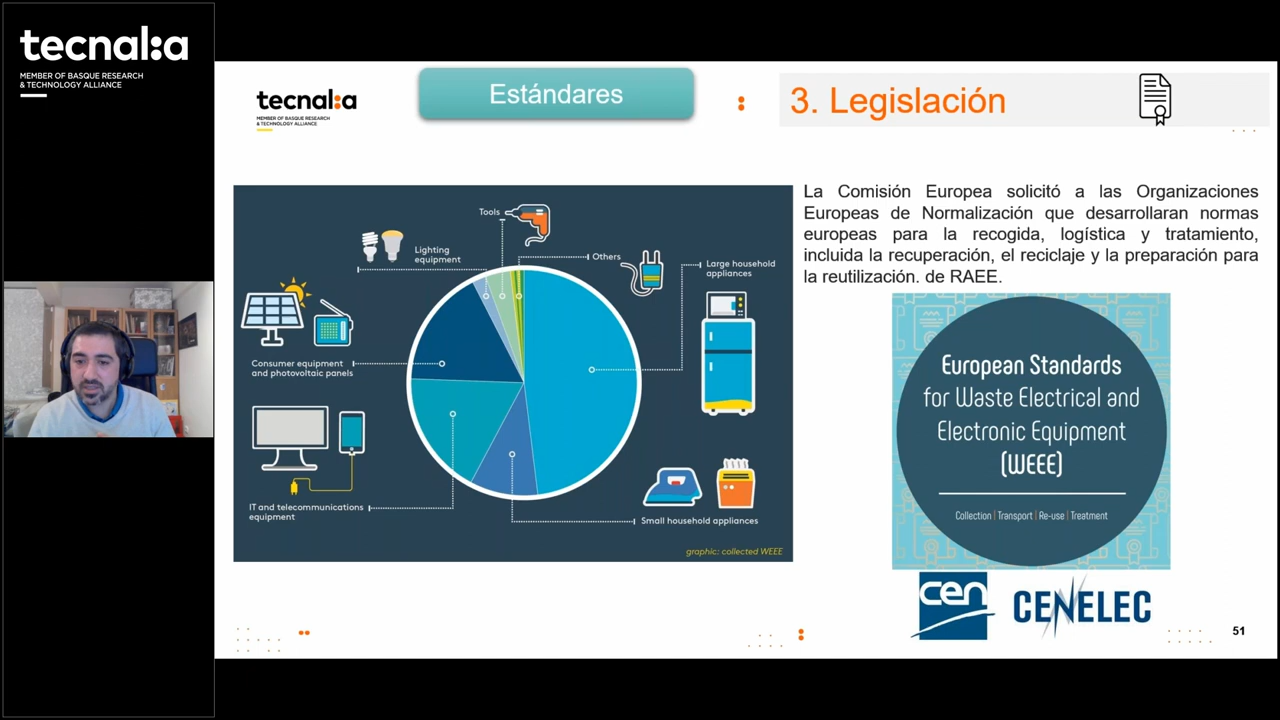 tecnal:a
MEMBER OF BASQUE RESEARCH
& TECHNOLOGY ALLIANCE
tecnal:a
MEMBER OF BASQUE RESEARCH
& TECHNOLOGY ALLIANCE
Estándares
3. Legislación
La Comisión Europea solicitó a las Organizaciones
Europeas de Normalización que desarrollaran normas
europeas para la recogida, logística y tratamiento,
incluida la recuperación, el reciclaje y la preparación para
la reutilización. de RAEE.
Tools
Lighting
equipment
Others
Large household
appliances
Consumer equipment
and photovoltaic panels
IT and telecommunications
equipment
Small household appliances
graphic: collected WEEE
European Standards
for Waste Electrical and
Electronic Equipment
(WEEE)
Collection | Transport | Re-use | Treatment
cen
CENELEC
51